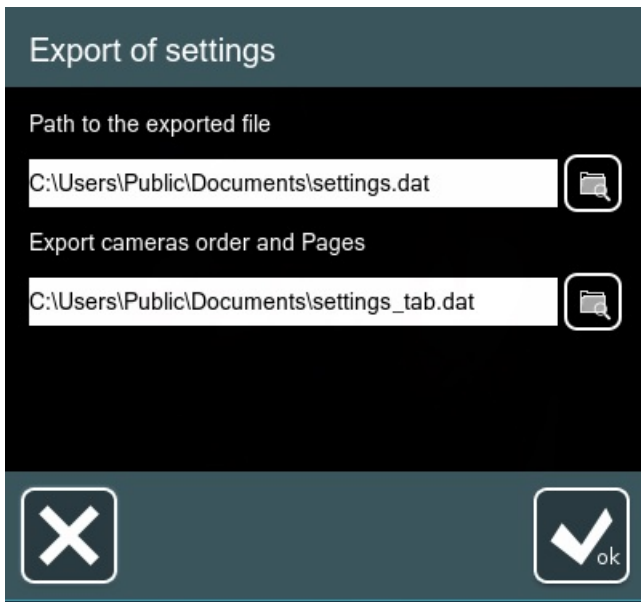 Export of settings
Path to the exported file
C:\Users\Public\Documents\settings.dat
Export cameras order and Pages
C:\Users\Public\Documents\settings_tab.dat
ok